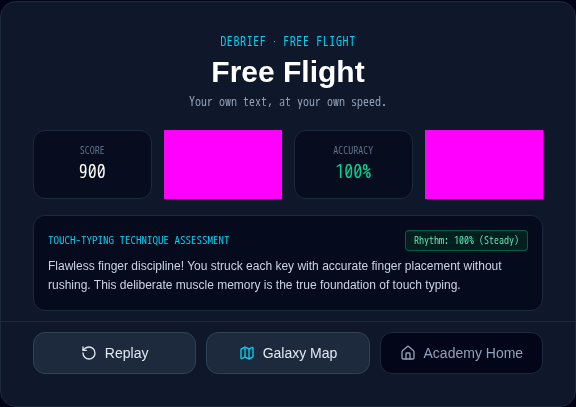 DEBRIEF · FREE FLIGHT
Free Flight
Your own text, at your own speed.
SCORE
900
ACCURACY
100%
TOUCH-TYPING TECHNIQUE ASSESSMENT
Rhythm: 100% (Steady)
Flawless finger discipline! You struck each key with accurate finger placement without
rushing. This deliberate muscle memory is the true foundation of touch typing.
Replay
Galaxy Map
Academy Home